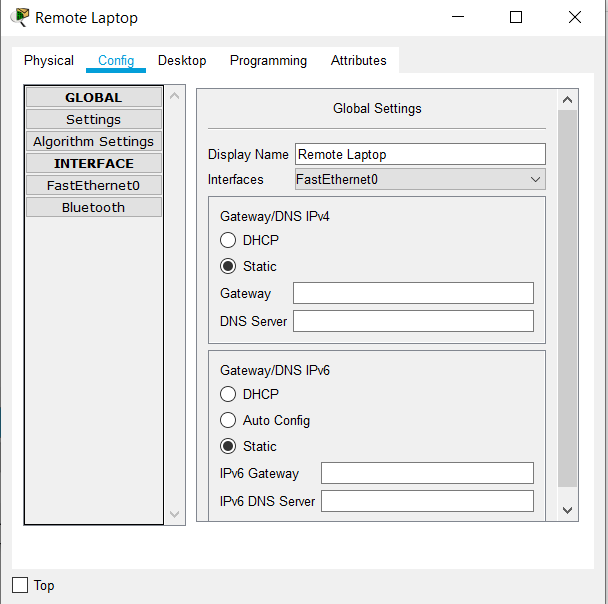 Remote Laptop
Physical Config Desktop Programming Attributes
GLOBAL
Settings
Algorithm Settings
INTERFACE
FastEthernet0
Bluetooth
Global Settings
Display Name Remote Laptop
Interfaces FastEthernet0
Gateway/DNS IPv4
DHCP
Static
Gateway
DNS Server
Gateway/DNS IPv6
DHCP
Auto Config
Static
IPv6 Gateway
IPv6 DNS Server
Top